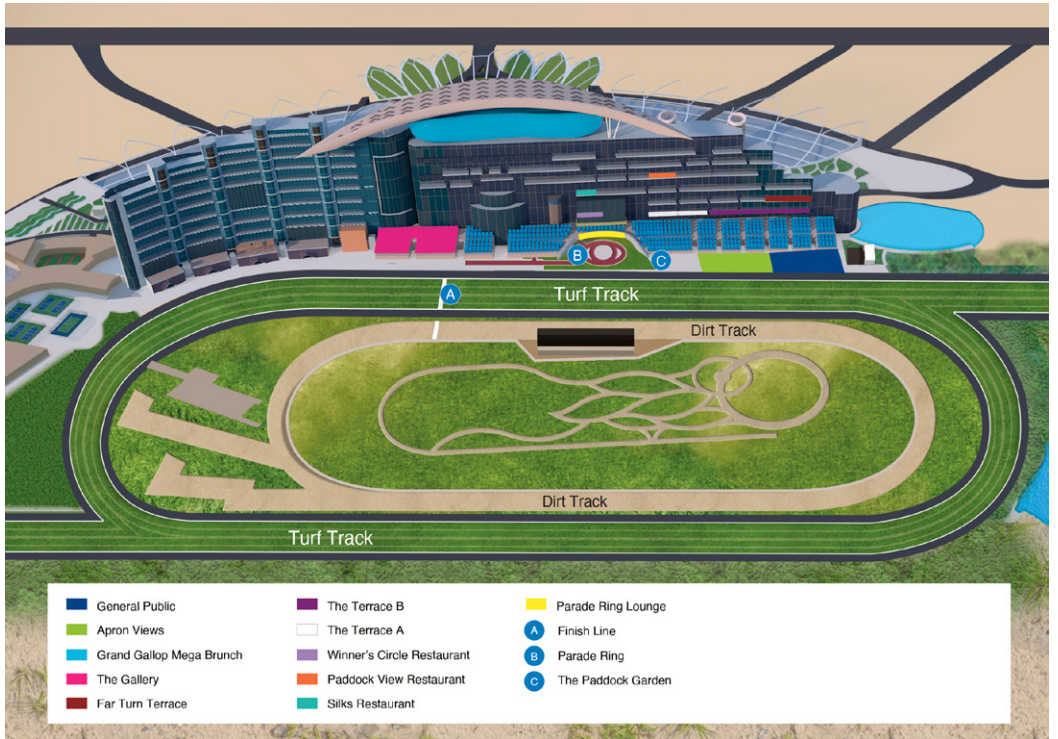 B
C
A
Turf Track
Dirt Track
Dirt Track
Turf Track
General Public
Apron Views
Grand Gallop Mega Brunch
The Gallery
Far Turn Terrace
The Terrace B
The Terrace A
Winner's Circle Restaurant
Paddock View Restaurant
Silks Restaurant
Parade Ring Lounge
A Finish Line
B Parade Ring
C The Paddock Garden